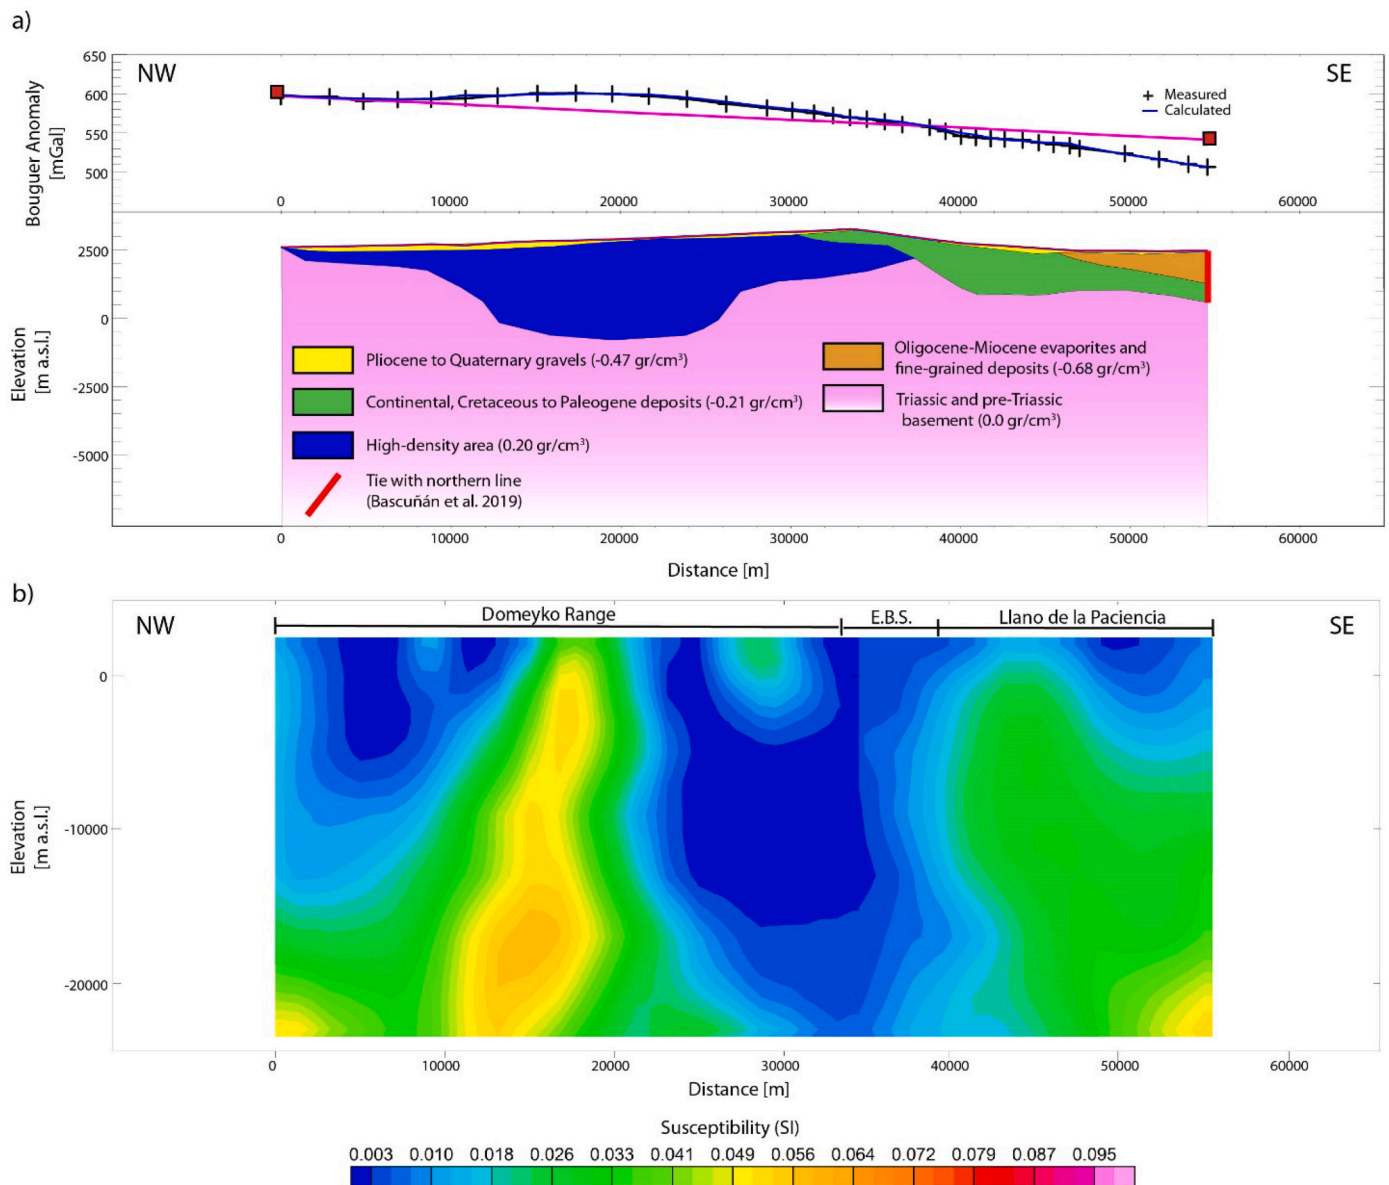 a)
NW
SE
Bouguer Anomaly
[mGal]
650
600
550
500
Measured
Calculated
0
10000
20000
30000
40000
50000
60000
Elevation
[m a.s.l.]
2500
0
-2500
-5000
Pliocene to Quaternary gravels (-0.47 gr/cm³)
Continental, Cretaceous to Paleogene deposits (-0.21 gr/cm³)
High-density area (0.20 gr/cm³)
Tie with northern line
(Bascuñán et al. 2019)
Oligocene-Miocene evaporites and
fine-grained deposits (-0.68 gr/cm³)
Triassic and pre-Triassic
basement (0.0 gr/cm³)
0
10000
20000
30000
40000
50000
60000
Distance [m]
b)
NW
Domeyko Range
E.B.S.
Llano de la Paciencia
SE
Elevation
[m a.s.l.]
0
-10000
-20000
0
10000
20000
30000
40000
50000
60000
Distance [m]
Susceptibility (SI)
0.003 0.010 0.018 0.026 0.033 0.041 0.049 0.056 0.064 0.072 0.079 0.087 0.095